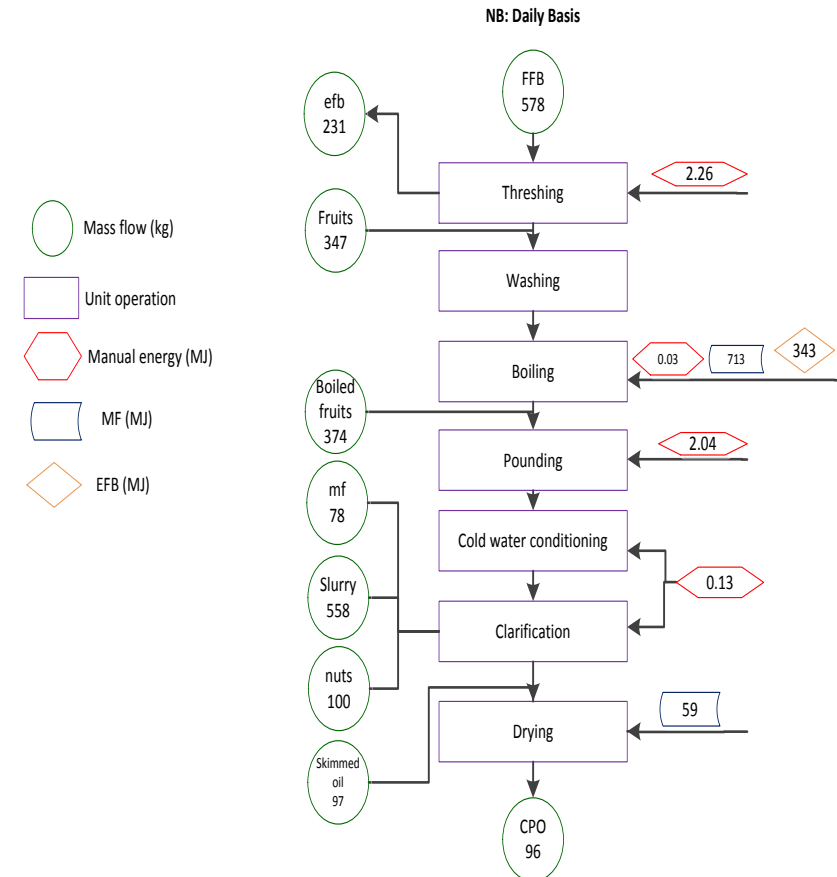 NB: Daily Basis
FFB
578
efb
231
Threshing
2.26
Fruits
347
Mass flow (kg)
Washing
Unit operation
Manual energy (MJ)
Boiling
0.03
713
343
Boiled
fruits
374
MF (MJ)
Pounding
2.04
EFB (MJ)
mf
78
Cold water conditioning
Slurry
558
0.13
Clarification
nuts
100
Drying
59
Skimmed
oil
97
CPO
96